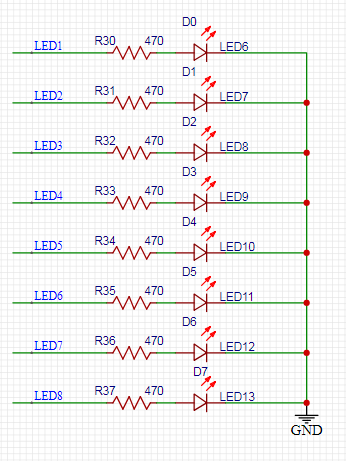 D0
LED1 R30 470 LED6
D1
LED2 R31 470 LED7
D2
LED3 R32 470 LED8
D3
LED4 R33 470 LED9
D4
LED5 R34 470 LED10
D5
LED6 R35 470 LED11
D6
LED7 R36 470 LED12
D7
LED8 R37 470 LED13
GND